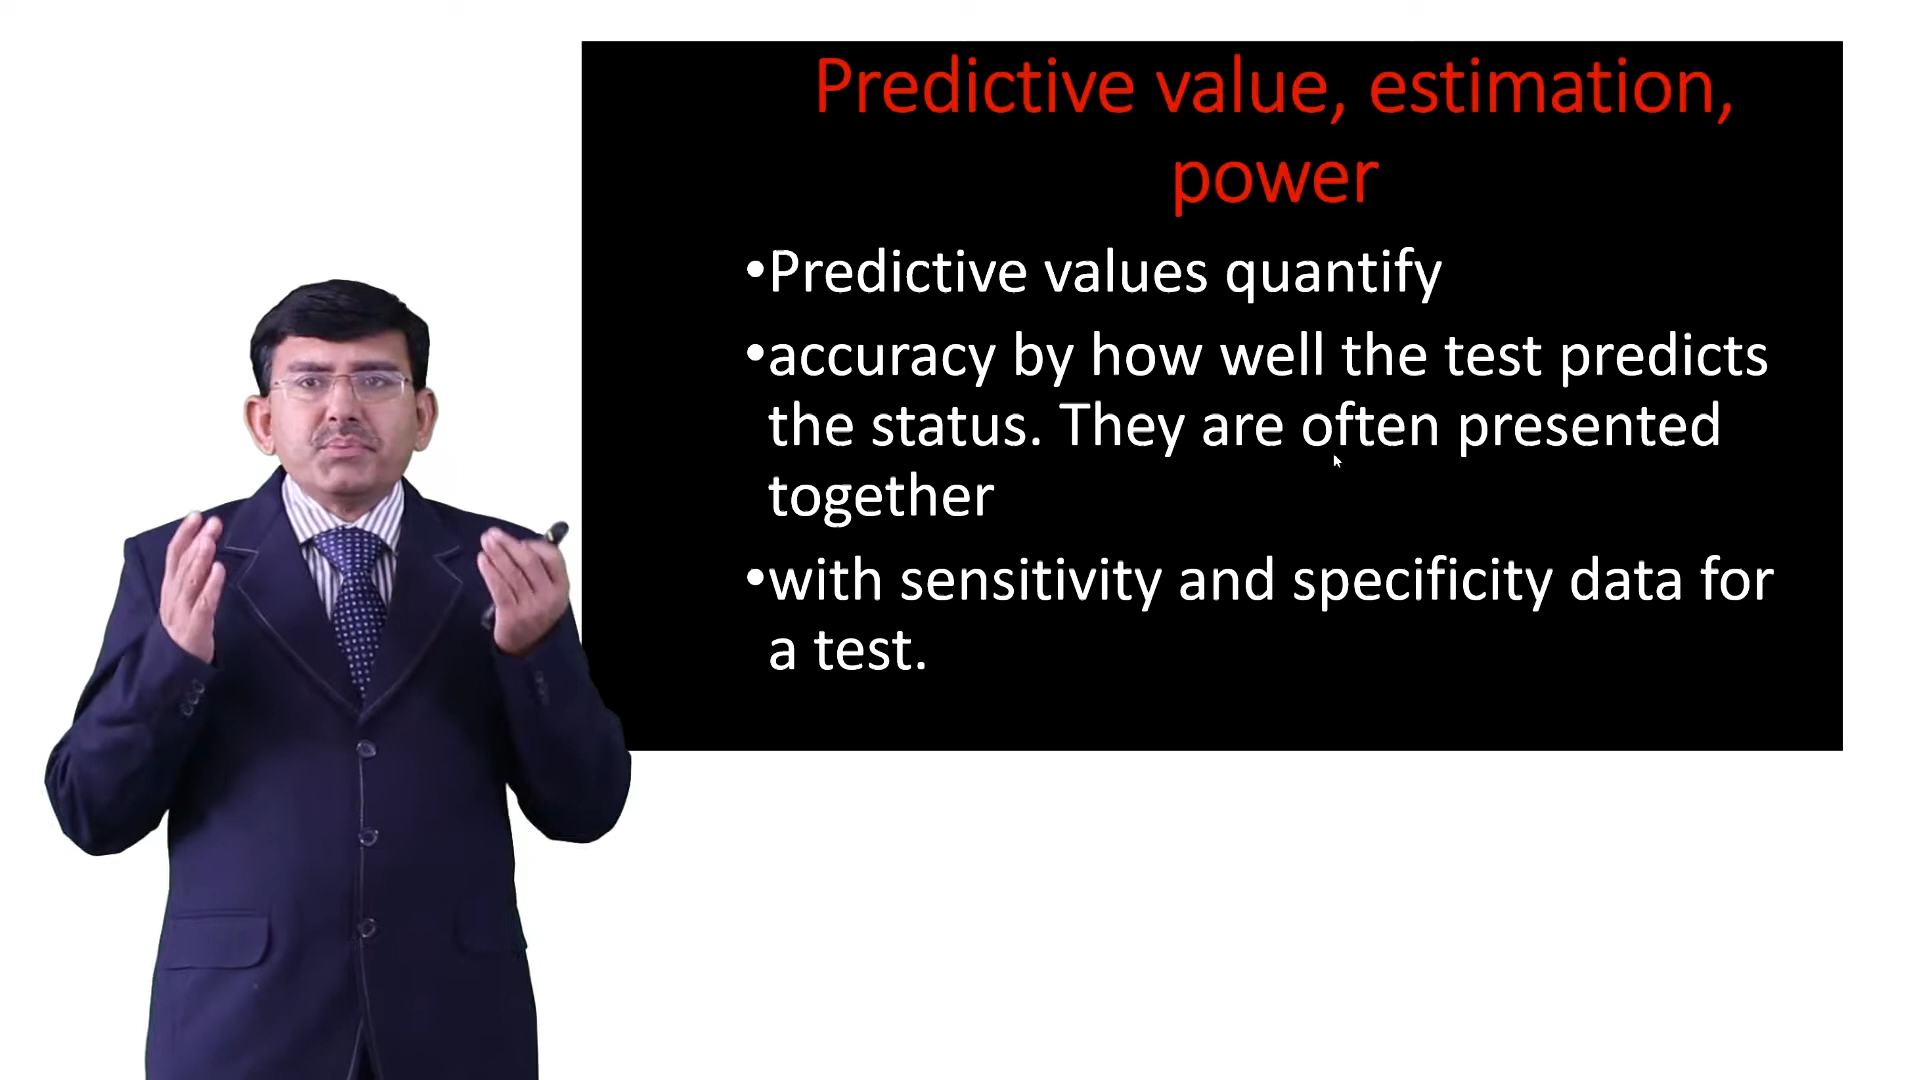 Predictive value, estimation,
power
•Predictive values quantify
•accuracy by how well the test predicts
the status. They are often presented
together
•with sensitivity and specificity data for
a test.